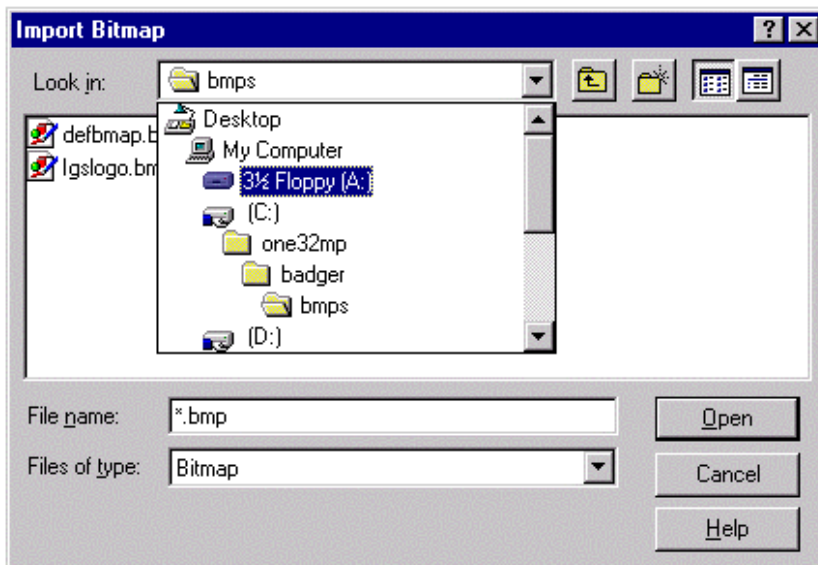 Import Bitmap
Look in: bmps
Desktop
defbmap.b
My Computer
lgslogo.bm
3½ Floppy (A:)
(C:)
one32mp
badger
bmps
(D:)
File name: *.bmp Open
Files of type: Bitmap Cancel
Help